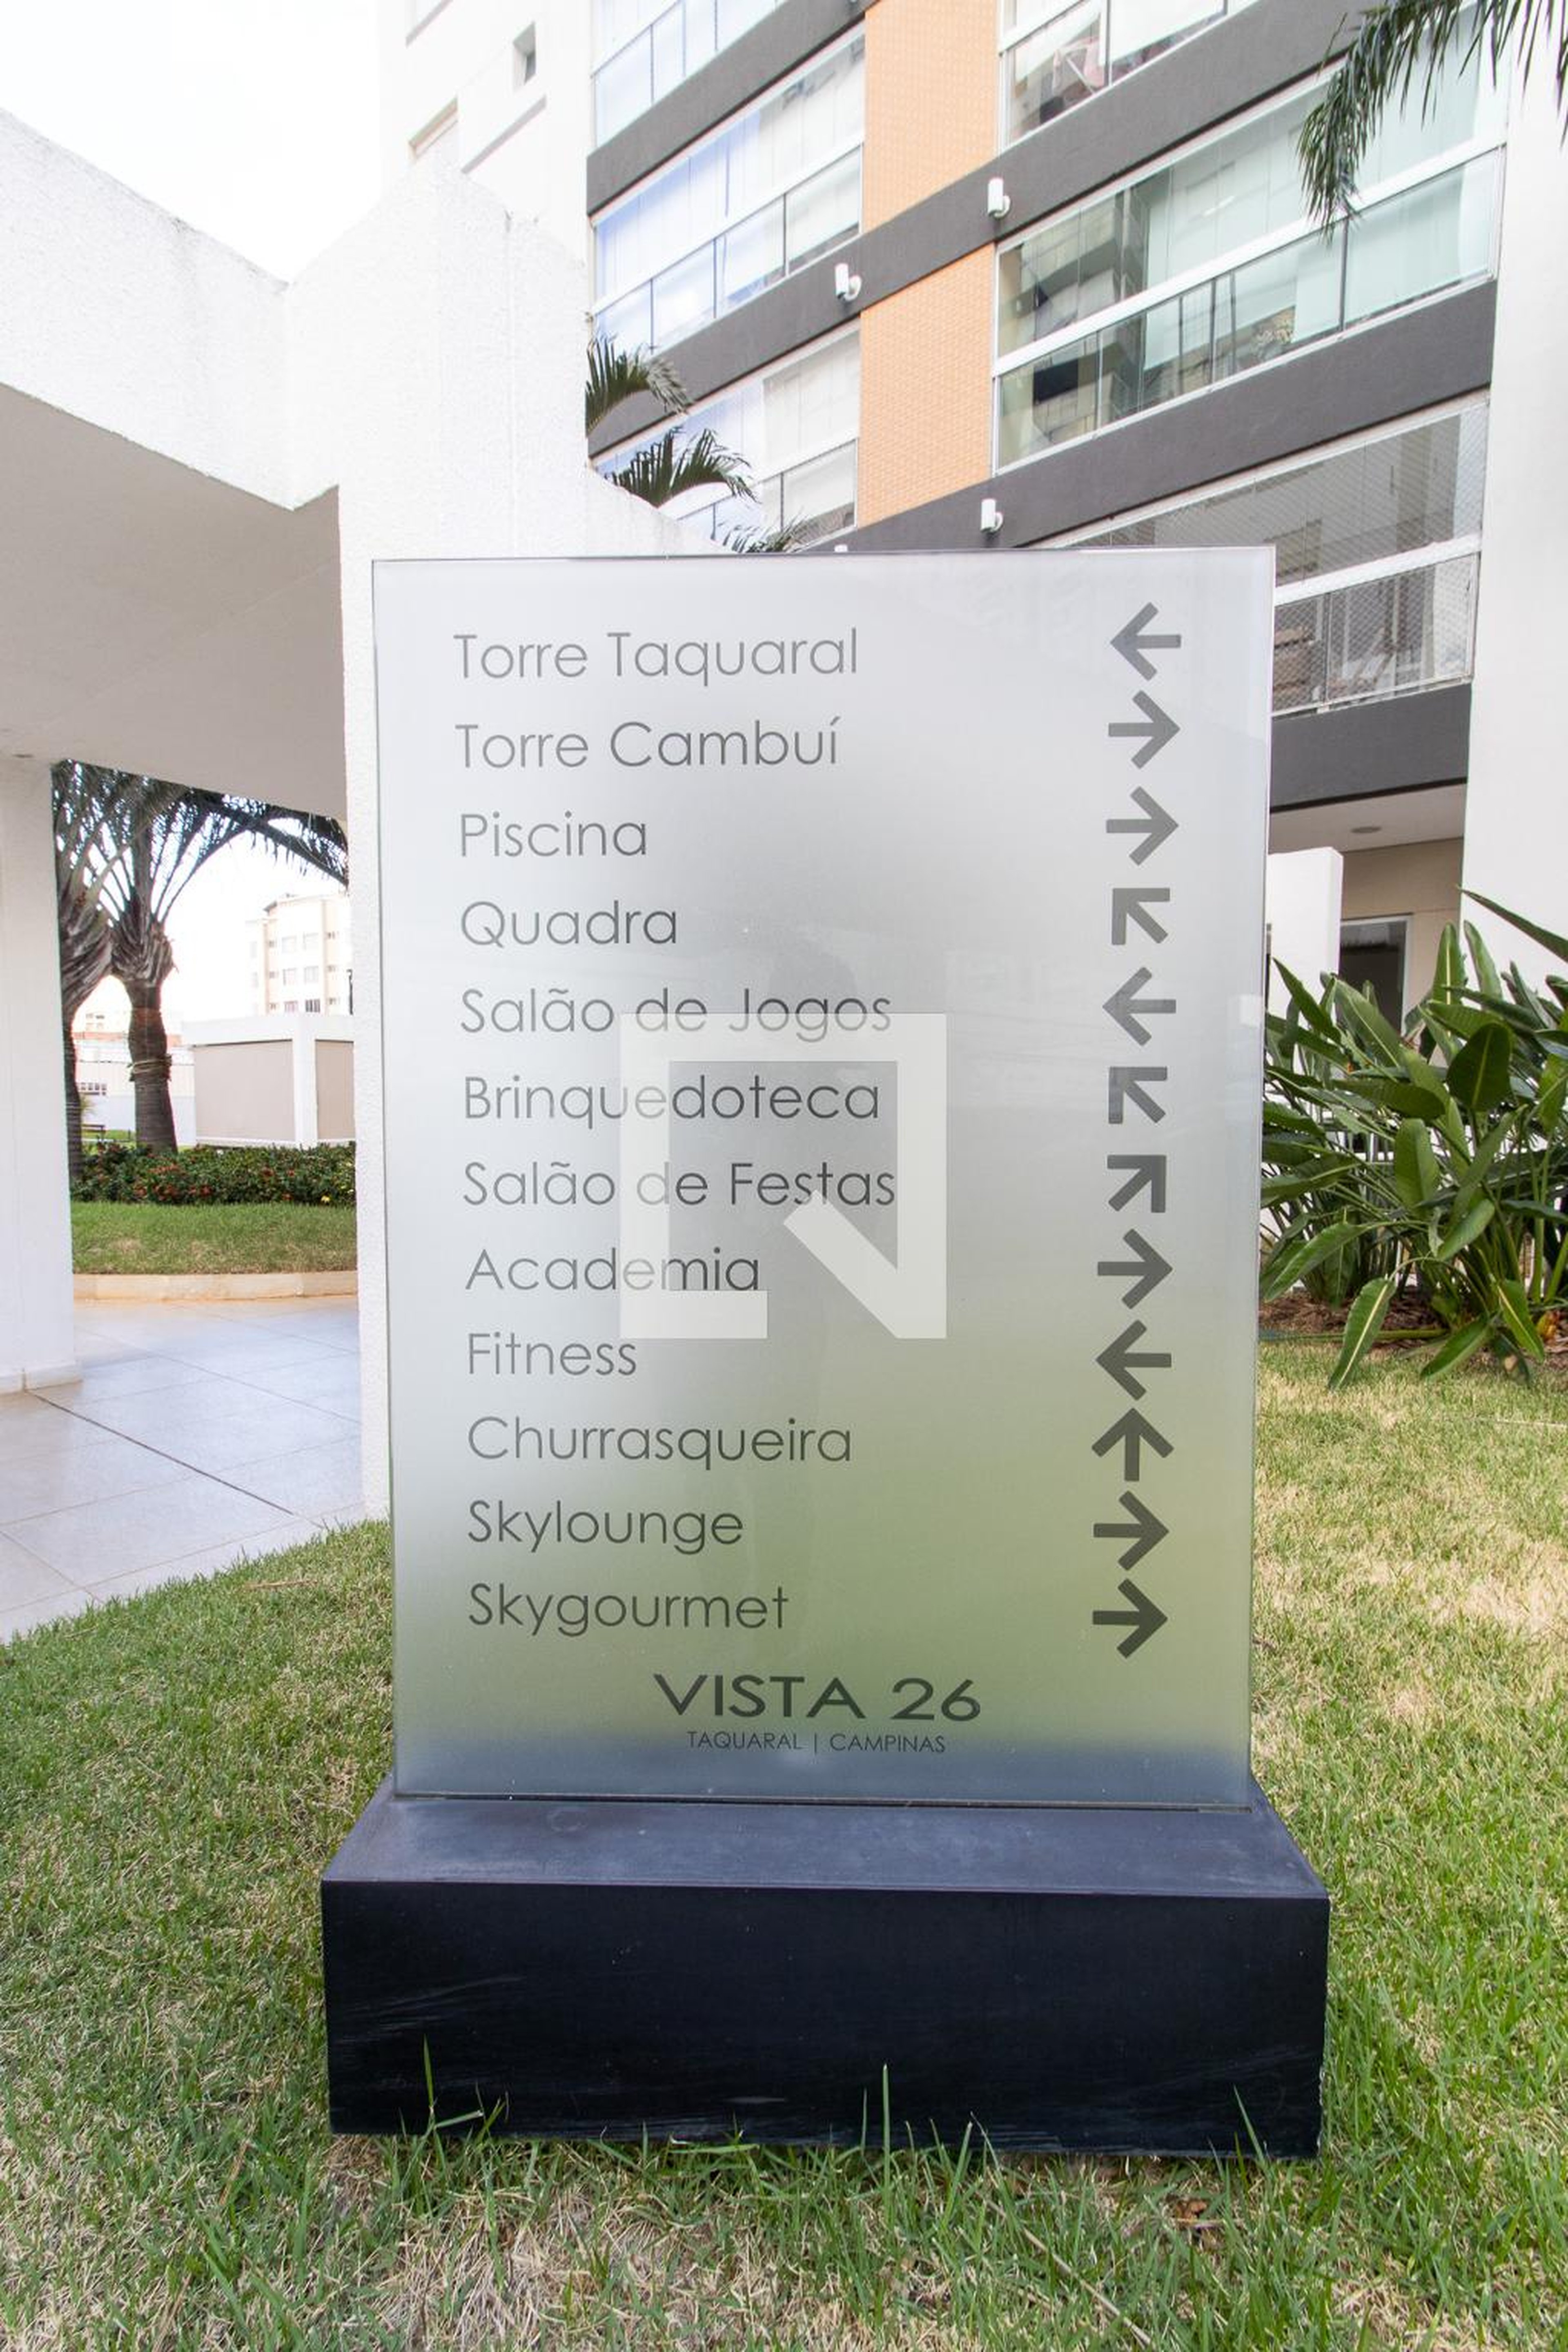 Torre Taquaral ←
Torre Cambuí →
Piscina →
Quadra ↖
Salão de Jogos ←
Brinquedoteca ↖
Salão de Festas ↗
Academia →
Fitness ←
Churrasqueira ↑
Skylounge →
Skygourmet →
VISTA 26
TAQUARAL | CAMPINAS